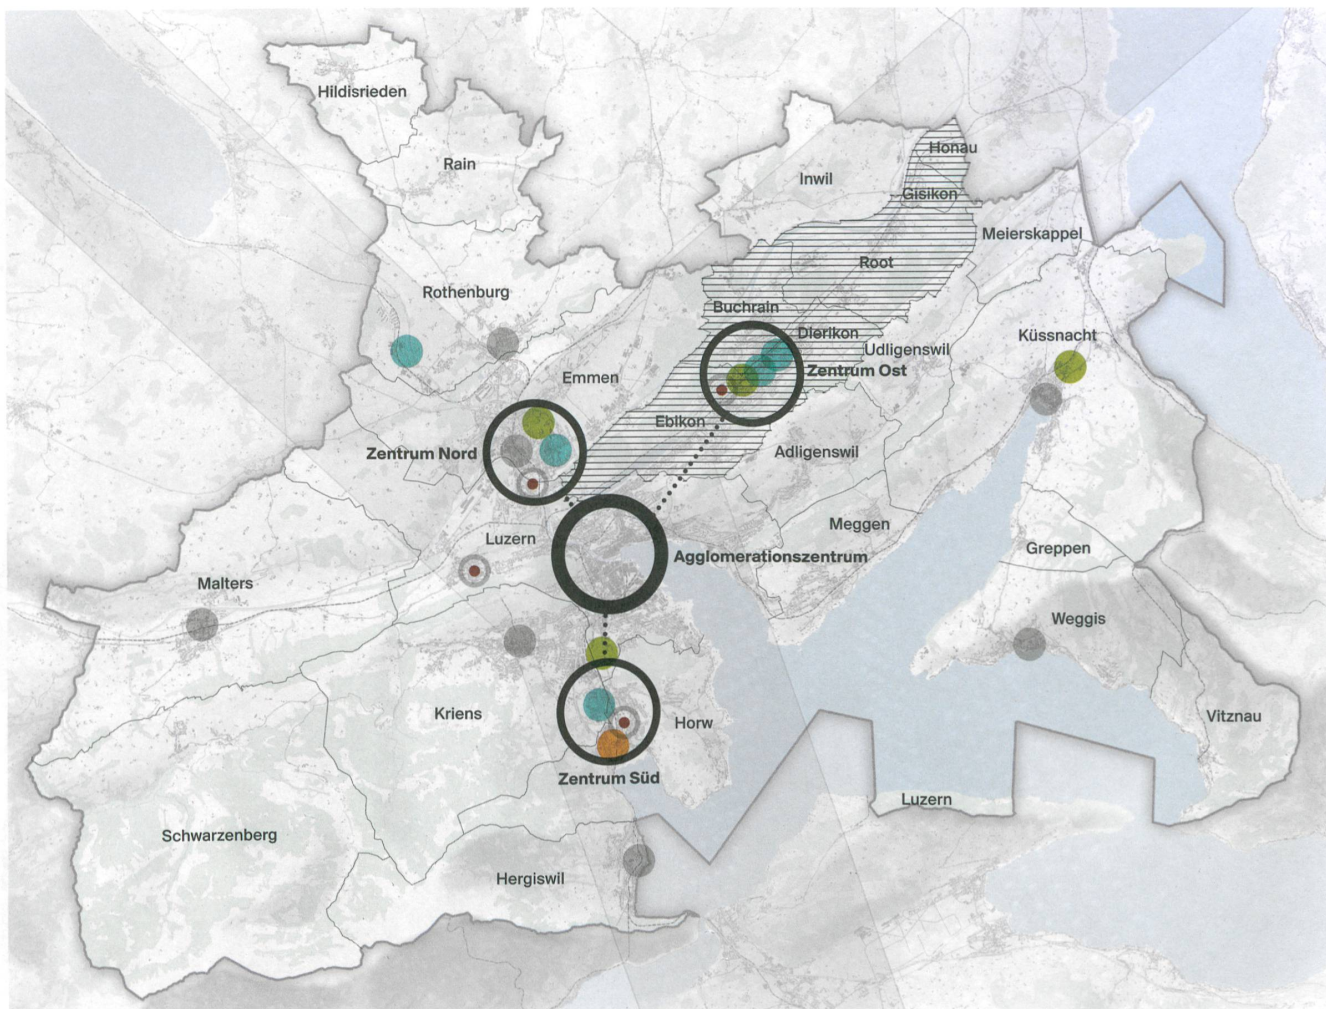 Hildisrieden
Honau
Rain
Inwil
Gisikon
Meierskappel
Root
Rothenburg
Buchrain
Dierikon
Küssnacht
Udligenswil
Zentrum Ost
Emmen
Ebikon
Adligenswil
Zentrum Nord
Meggen
Luzern
Greppen
Agglomerationszentrum
Malters
Weggis
Kriens
Horw
Vitznau
Zentrum Süd
Luzern
Schwarzenberg
Hergiswil